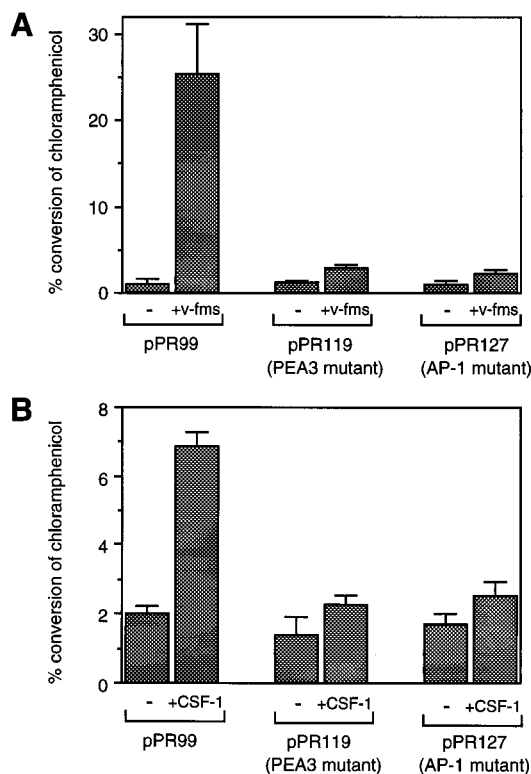 A
% conversion of chloramphenicol
30
20
10
0
- +v-fms - +v-fms - +v-fms
pPR99 pPR119 pPR127
(PEA3 mutant) (AP-1 mutant)
B
% conversion of chloramphenicol
8
6
4
2
0
- +CSF-1 - +CSF-1 - +CSF-1
pPR99 pPR119 pPR127
(PEA3 mutant) (AP-1 mutant)